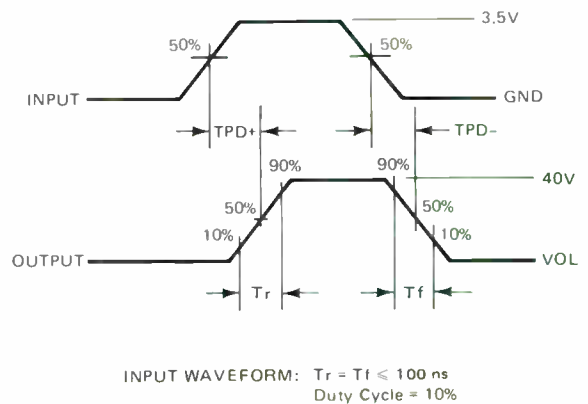 3.5V
50%
50%
INPUT
GND
TPD+
TPD-
90%
90%
40V
50%
50%
10%
10%
OUTPUT
VOL
Tr
Tf
INPUT WAVEFORM: Tr = Tf ≤ 100 ns
Duty Cycle = 10%